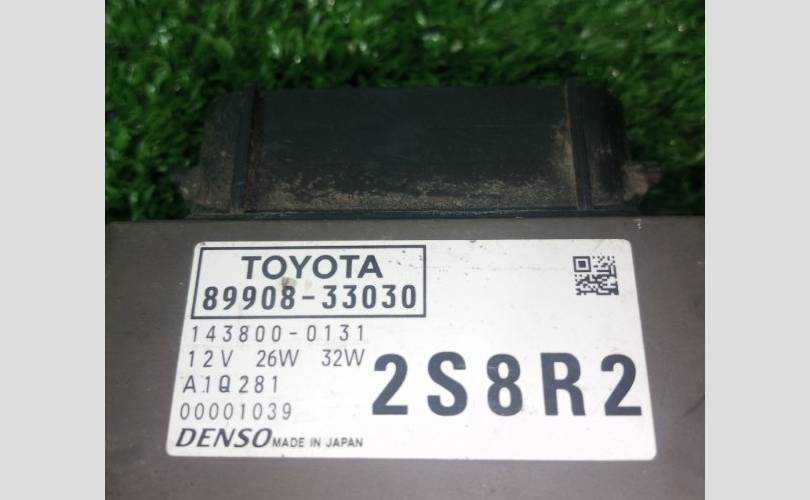 TOYOTA
89908-33030
143800-0131
12V 26W 32W
A1Q281
2S8R2
00001039
DENSO MADE IN JAPAN